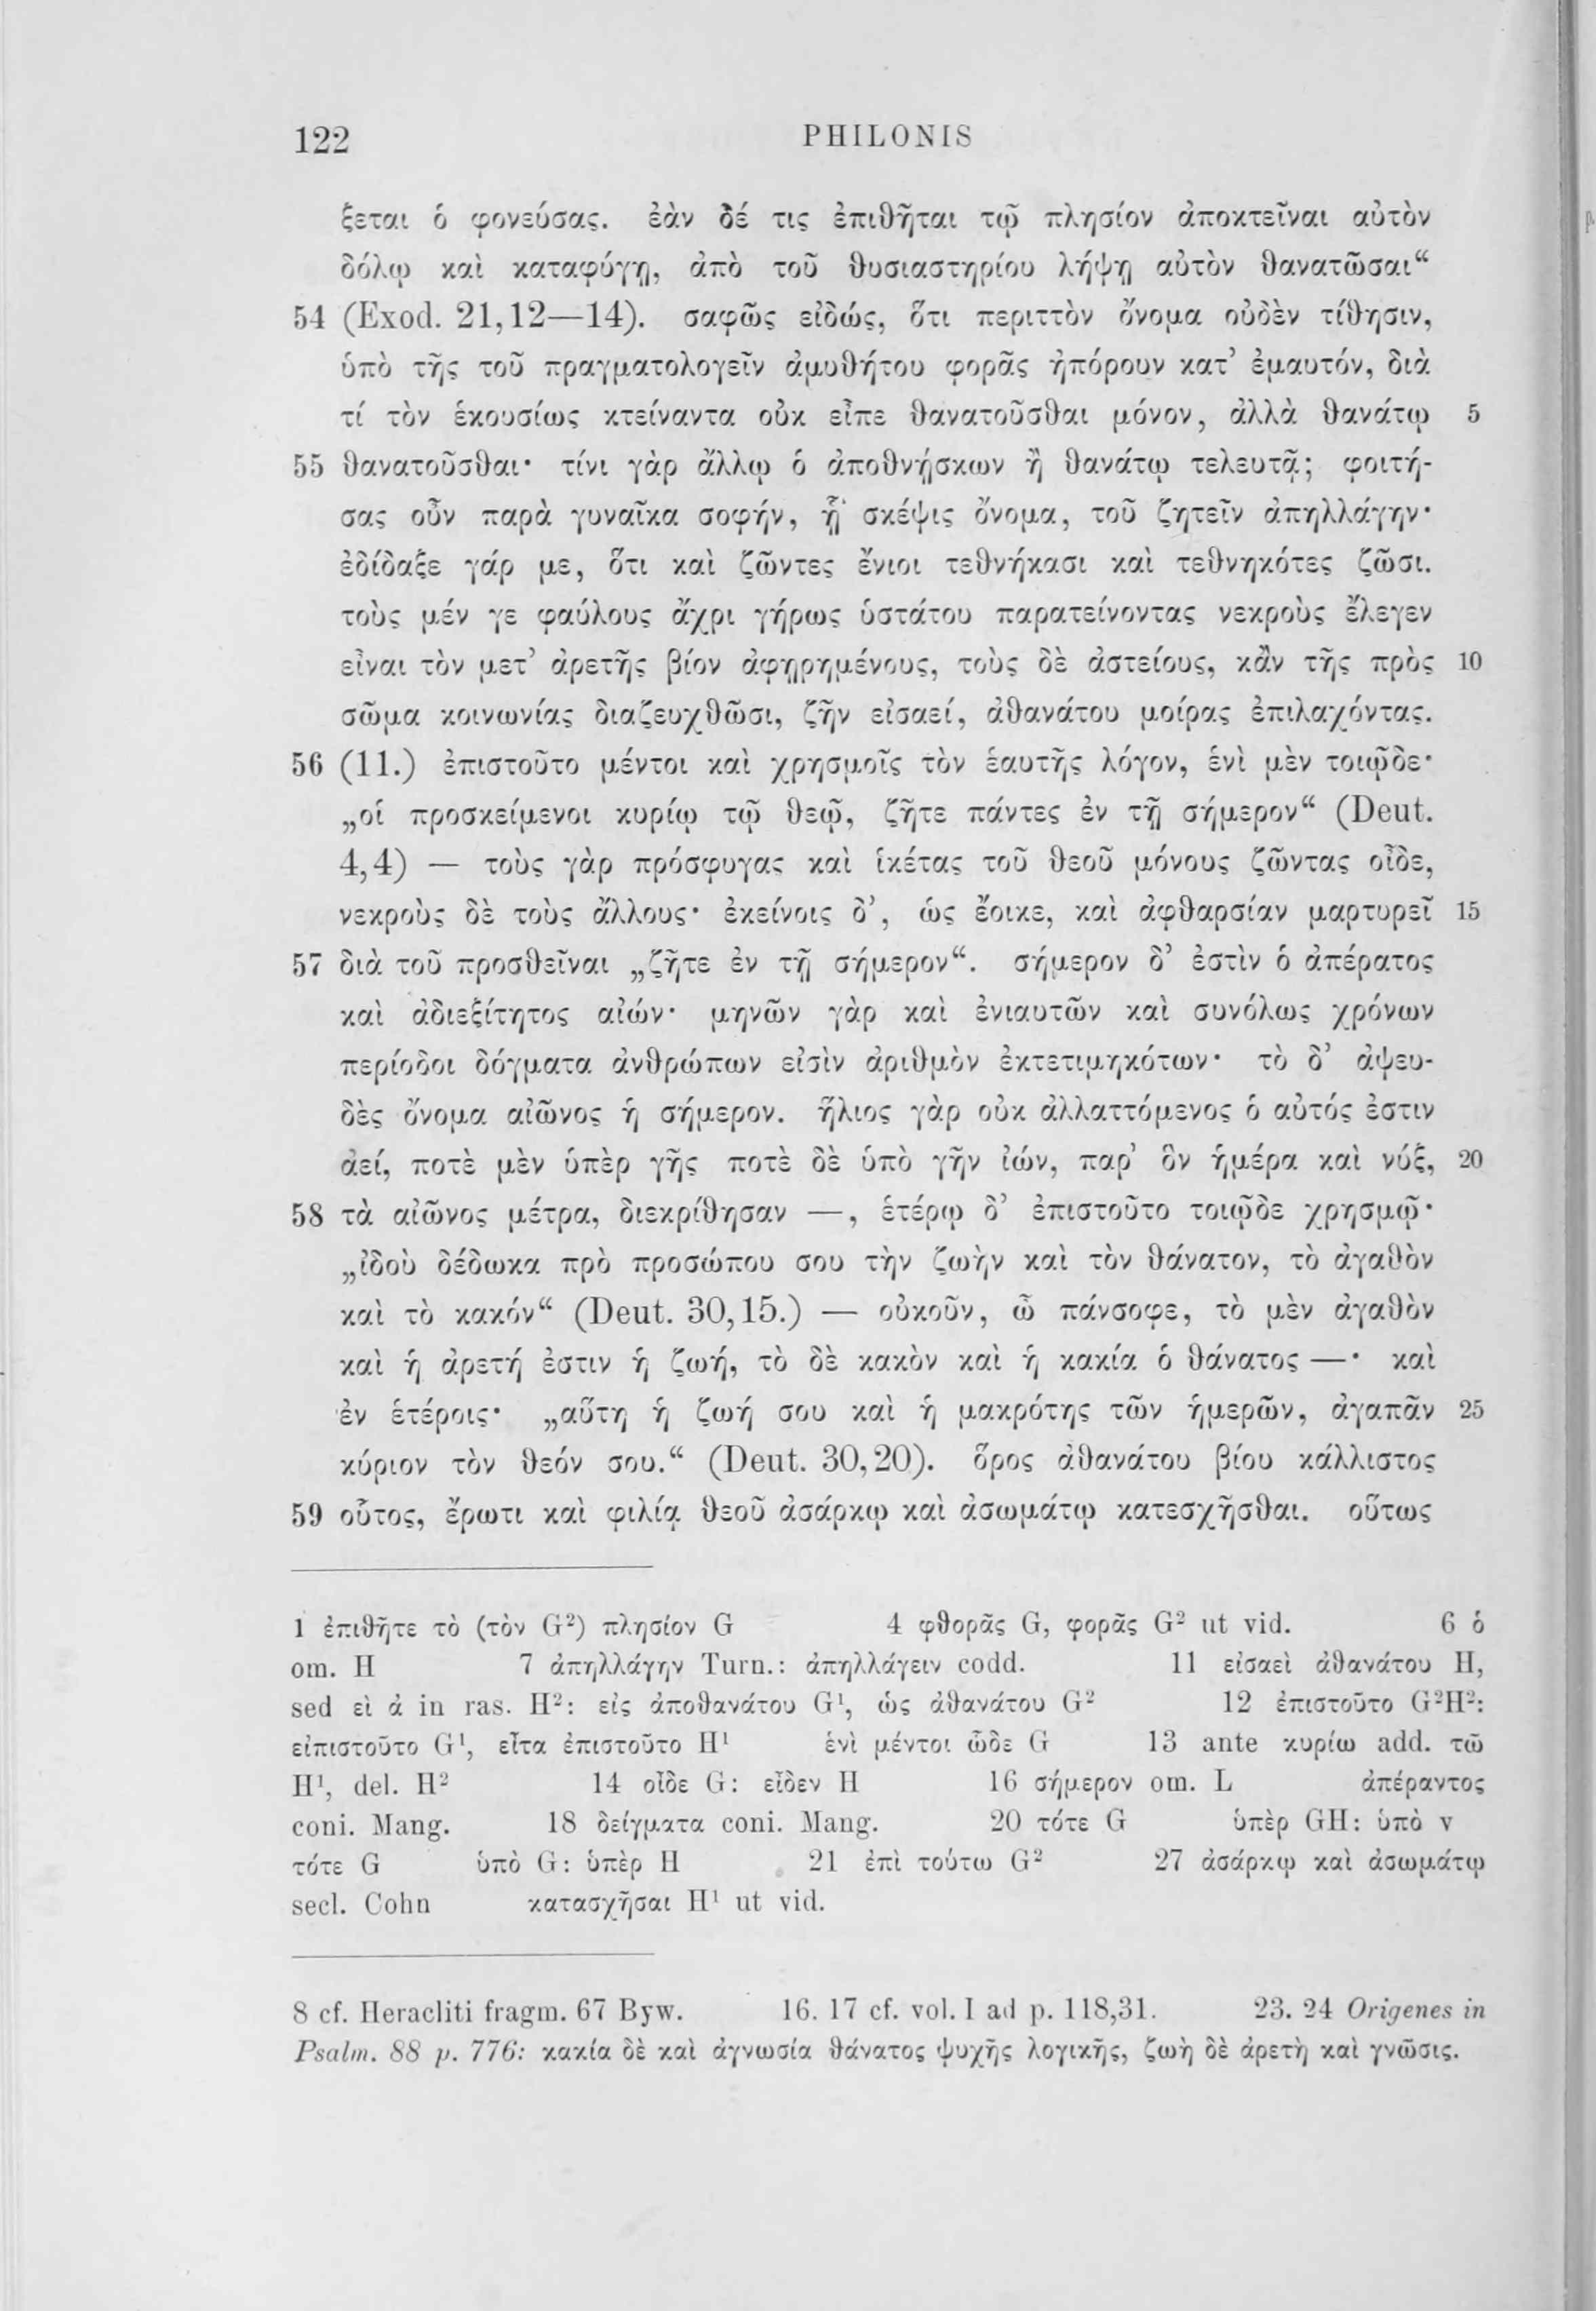 122 PHILONIS
ξεται ὁ φονεύσας. ἐὰν δέ τις ἐπιθῆται τῷ πλησίον ἀποκτεῖναι αὐτὸν
δόλῳ καὶ καταφύγῃ, ἀπὸ τοῦ θυσιαστηρίου λήψῃ αὐτὸν θανατῶσαι“
54 (Exod. 21,12—14). σαφῶς εἰδώς, ὅτι περιττὸν ὄνομα οὐδὲν τίθησιν,
ὑπὸ τῆς τοῦ πραγματολογεῖν ἀμυθήτου φορᾶς ἠπόρουν κατ’ ἐμαυτόν, διὰ
τί τὸν ἑκουσίως κτείναντα οὐκ εἶπε θανατοῦσθαι μόνον, ἀλλὰ θανάτῳ 5
55 θανατοῦσθαι· τίνι γὰρ ἄλλῳ ὁ ἀποθνῄσκων ἢ θανάτῳ τελευτᾷ; φοιτή-
σας οὖν παρὰ γυναῖκα σοφήν, ᾗ σκέψις ὄνομα, τοῦ ζητεῖν ἀπηλλάγην·
ἐδίδαξε γάρ με, ὅτι καὶ ζῶντες ἔνιοι τεθνήκασι καὶ τεθνηκότες ζῶσι.
τοὺς μέν γε φαύλους ἄχρι γήρως ὑστάτου παρατείνοντας νεκροὺς ἔλεγεν
εἶναι τὸν μετ’ ἀρετῆς βίον ἀφῃρημένους, τοὺς δὲ ἀστείους, κἂν τῆς πρὸς 10
σῶμα κοινωνίας διαζευχθῶσι, ζῆν εἰσαεί, ἀθανάτου μοίρας ἐπιλαχόντας.
56 (11.) ἐπιστοῦτο μέντοι καὶ χρησμοῖς τὸν ἑαυτῆς λόγον, ἑνὶ μὲν τοιῷδε·
„οἱ προσκείμενοι κυρίῳ τῷ θεῷ, ζῆτε πάντες ἐν τῇ σήμερον“ (Deut.
4,4) — τοὺς γὰρ πρόσφυγας καὶ ἱκέτας τοῦ θεοῦ μόνους ζῶντας οἶδε,
νεκροὺς δὲ τοὺς ἄλλους· ἐκείνοις δ’, ὡς ἔοικε, καὶ ἀφθαρσίαν μαρτυρεῖ 15
57 διὰ τοῦ προσθεῖναι „ζῆτε ἐν τῇ σήμερον“. σήμερον δ’ ἐστὶν ὁ ἀπέρατος
καὶ ἀδιεξίτητος αἰών· μηνῶν γὰρ καὶ ἐνιαυτῶν καὶ συνόλως χρόνων
περίοδοι δόγματα ἀνθρώπων εἰσὶν ἀριθμὸν ἐκτετιμηκότων· τὸ δ’ ἀψευ-
δὲς ὄνομα αἰῶνος ἡ σήμερον. ἥλιος γὰρ οὐκ ἀλλαττόμενος ὁ αὐτός ἐστιν
ἀεί, ποτὲ μὲν ὑπὲρ γῆς ποτὲ δὲ ὑπὸ γῆν ἰών, παρ’ ὃν ἡμέρα καὶ νύξ, 20
58 τὰ αἰῶνος μέτρα, διεκρίθησαν —, ἑτέρῳ δ’ ἐπιστοῦτο τοιῷδε χρησμῷ·
„ἰδοὺ δέδωκα πρὸ προσώπου σου τὴν ζωὴν καὶ τὸν θάνατον, τὸ ἀγαθὸν
καὶ τὸ κακόν“ (Deut. 30,15.) — οὐκοῦν, ὦ πάνσοφε, τὸ μὲν ἀγαθὸν
καὶ ἡ ἀρετή ἐστιν ἡ ζωή, τὸ δὲ κακὸν καὶ ἡ κακία ὁ θάνατος —· καὶ
ἐν ἑτέροις· „αὕτη ἡ ζωή σου καὶ ἡ μακρότης τῶν ἡμερῶν, ἀγαπᾶν 25
κύριον τὸν θεόν σου.“ (Deut. 30,20). ὅρος ἀθανάτου βίου κάλλιστος
59 οὗτος, ἔρωτι καὶ φιλίᾳ θεοῦ ἀσάρκῳ καὶ ἀσωμάτῳ κατεσχῆσθαι. οὕτως
1 ἐπιθῆτε τὸ (τὸν G²) πλησίον G 4 φθορᾶς G, φορᾶς G² ut vid. 6 ὁ
om. H 7 ἀπηλλάγην Turn.: ἀπηλλάγειν codd. 11 εἰσαεὶ ἀθανάτου H,
sed εὶ ἀ in ras. H²: εἰς ἀποθανάτου G¹, ὡς ἀθανάτου G² 12 ἐπιστοῦτο G²H²:
εἰπιστοῦτο G¹, εἶτα ἐπιστοῦτο H¹ ἑνὶ μέντοι ὧδε G 13 ante κυρίω add. τῶ
H¹, del. H² 14 οἶδε G: εἶδεν H 16 σήμερον om. L ἀπέραντος
coni. Mang. 18 δείγματα coni. Mang. 20 τότε G ὑπὲρ GH: ὑπὸ v
τότε G ὑπὸ G: ὑπὲρ H 21 ἐπὶ τούτω G² 27 ἀσάρκῳ καὶ ἀσωμάτῳ
secl. Cohn κατασχῆσαι H¹ ut vid.
8 cf. Heracliti fragm. 67 Byw. 16. 17 cf. vol. I ad p. 118,31. 23. 24 Origenes in
Psalm. 88 p. 776: κακία δὲ καὶ ἀγνωσία θάνατος ψυχῆς λογικῆς, ζωὴ δὲ ἀρετὴ καὶ γνῶσις.